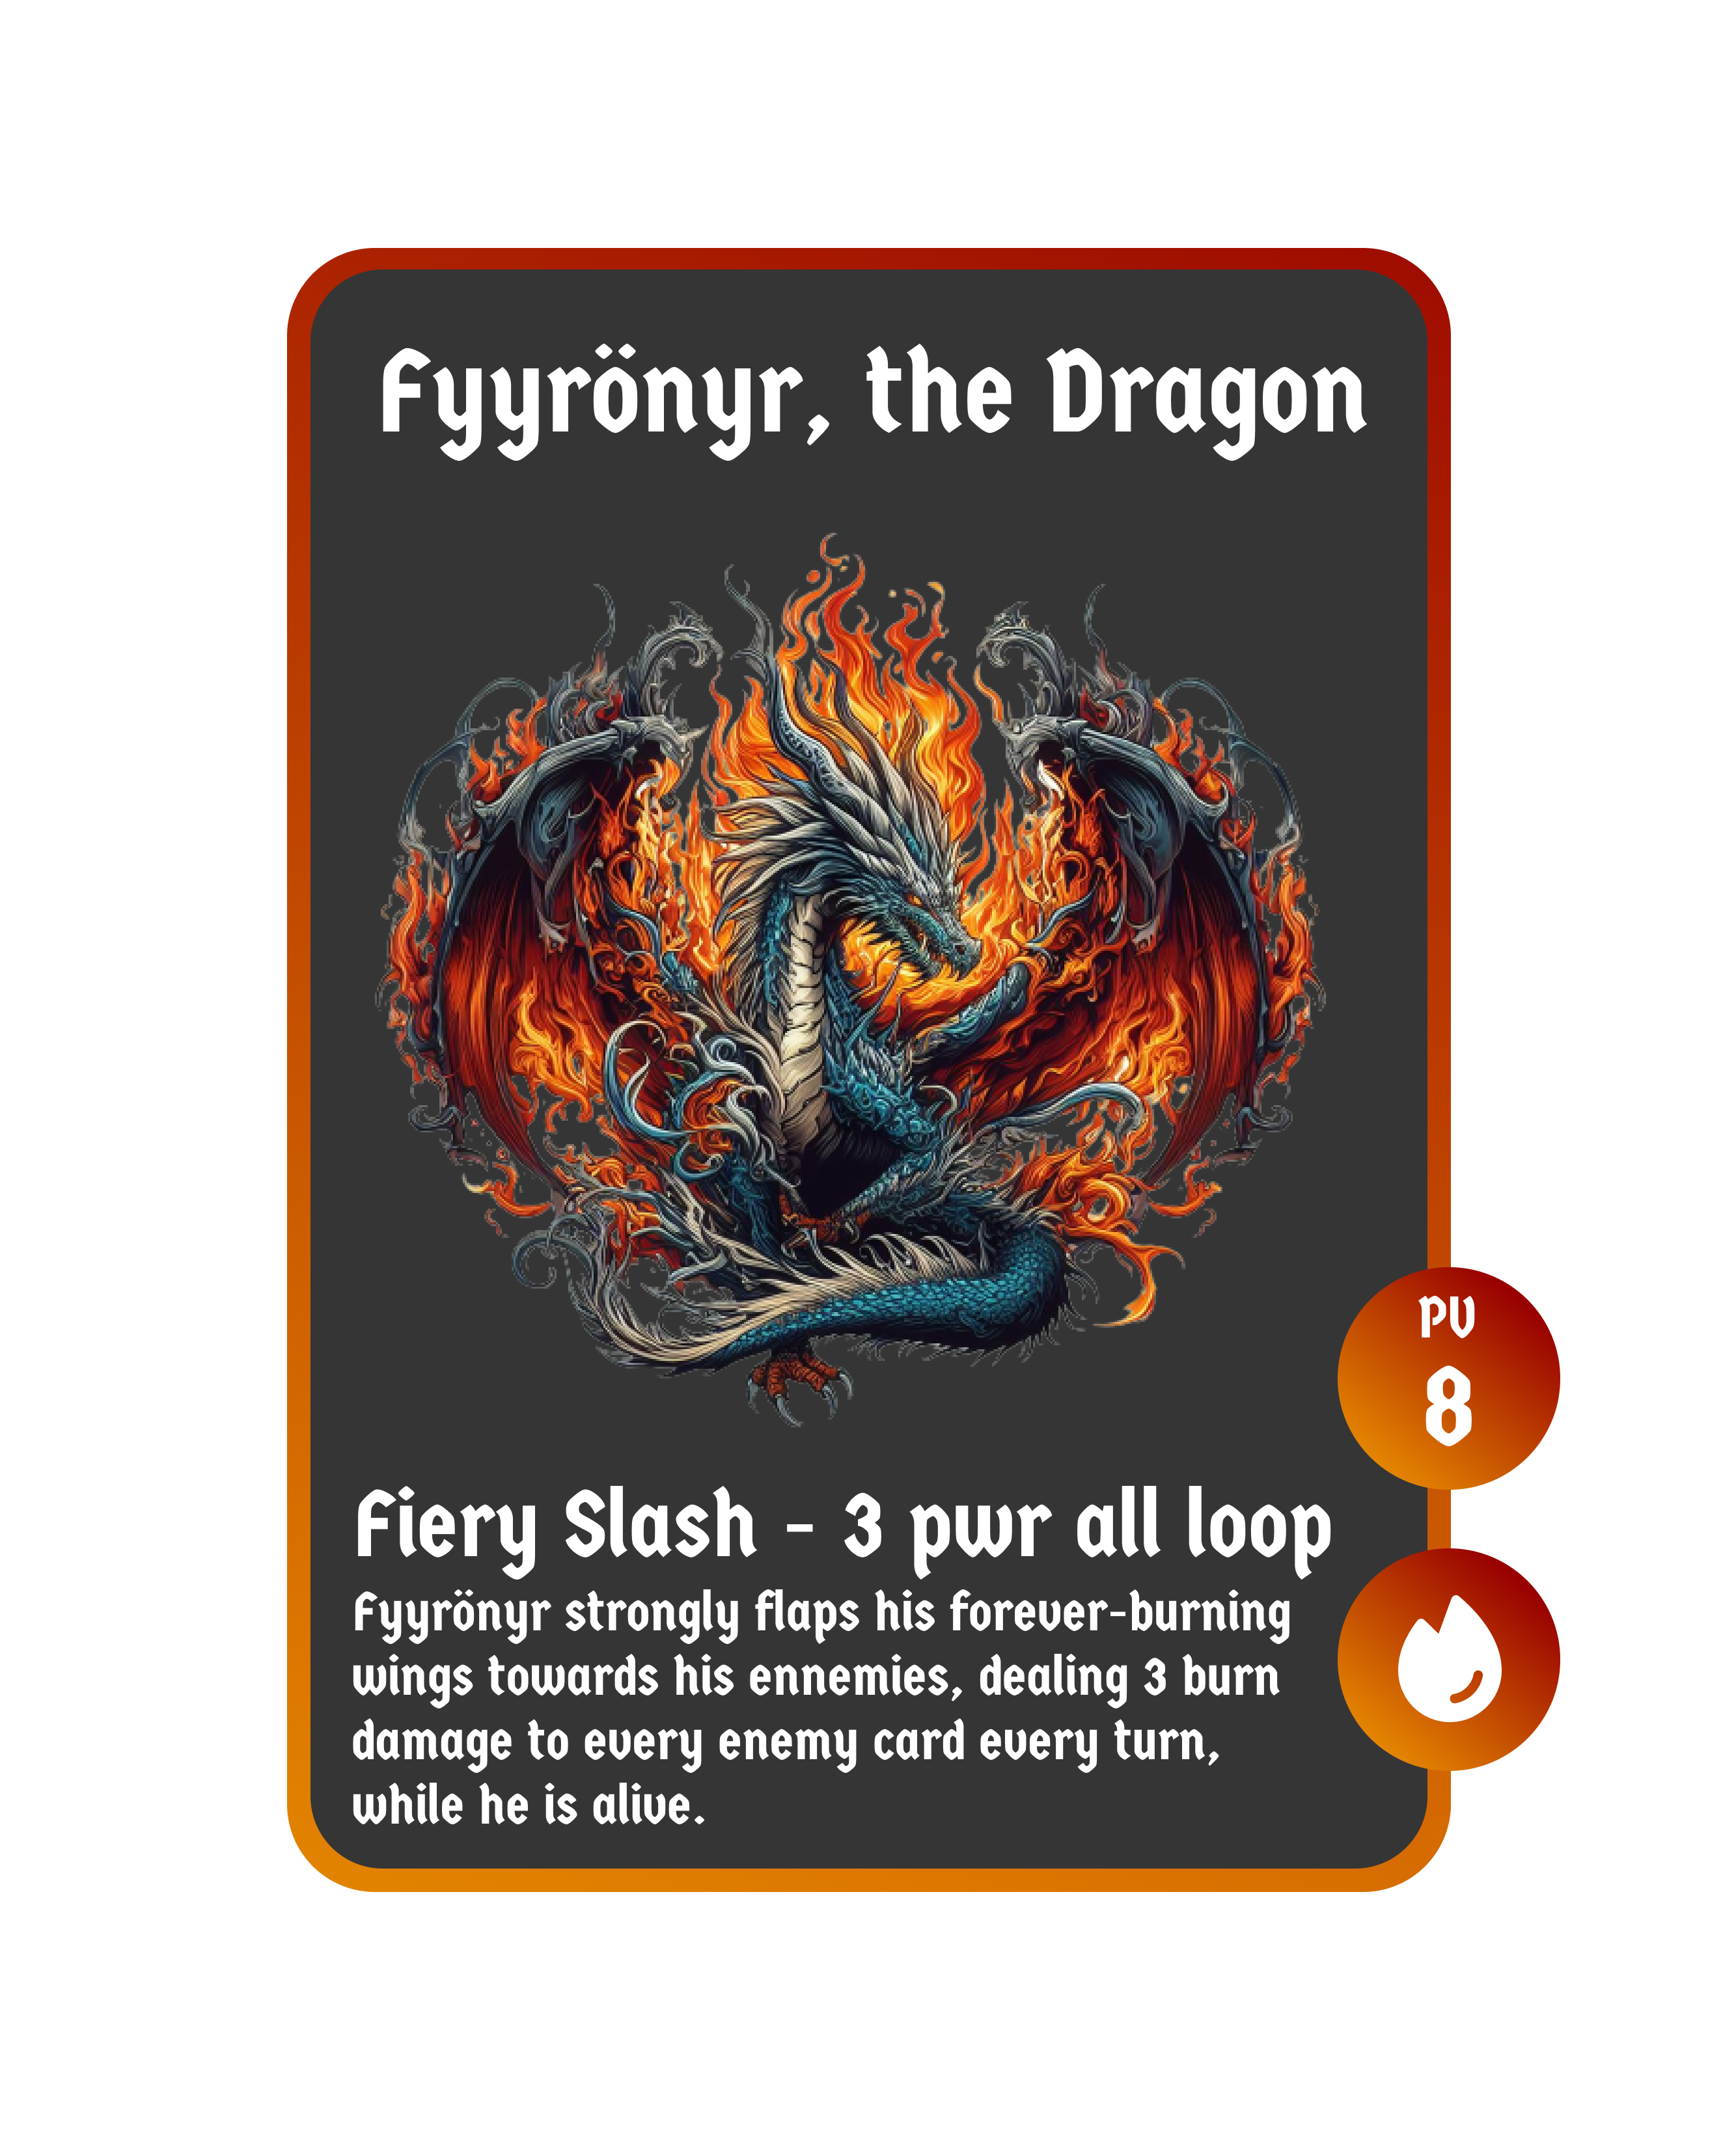 Fyyrönyr, the Dragon
PV
8
Fiery Slash - 3 pwr all loop
Fyyrönyr strongly flaps his forever-burning
wings towards his ennemies, dealing 3 burn
damage to every enemy card every turn,
while he is alive.